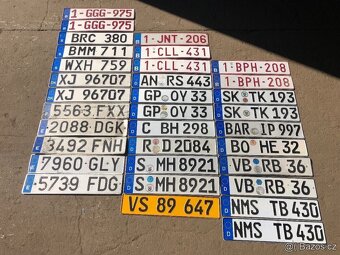 1-GGG-975
1-GGG-975
BRC 380
BMM 711
WXH 759
XJ 96707
XJ 96707
5563 FXX
2088 DGK
3492 FNH
7960 GLY
5739 FDG
1-JNT-206
1-CLL-431
1-CLL-431
AN RS 443
GP OY 33
GP OY 33
C BH 298
R D 2084
S MH 8921
S MH 8921
VS 89 647
1-BPH-208
1-BPH-208
SK TK 193
SK TK 193
BAR IP 997
BO HE 32
VB RB 36
VB RB 36
NMS TB 430
NMS TB 430
Bazos.cz